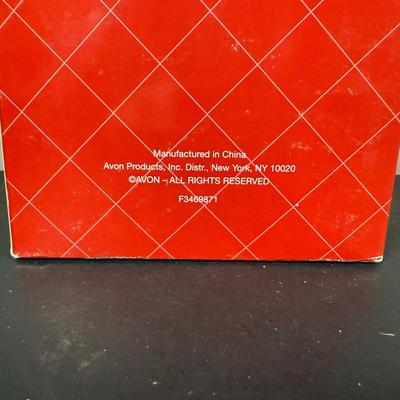 Manufactured in China
Avon Products, Inc. Distr., New York, NY 10020
©AVON – ALL RIGHTS RESERVED
F3469871